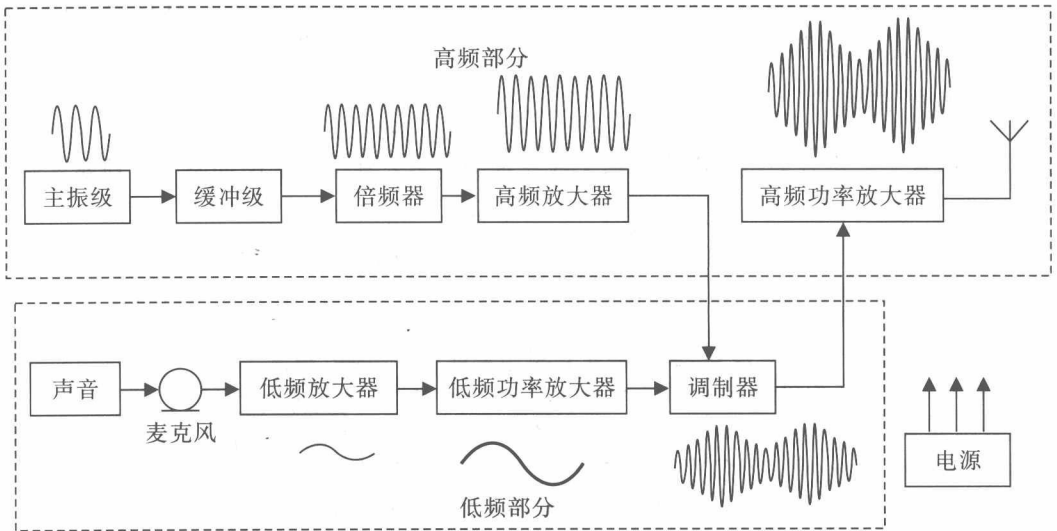 高频部分
主振级
缓冲级
倍频器
高频放大器
高频功率放大器
声音
麦克风
低频放大器
低频功率放大器
调制器
电源
低频部分